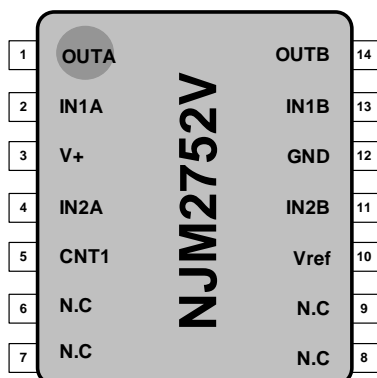 1 OUTA OUTB 14
2 IN1A IN1B 13
3 V+ GND 12
4 IN2A IN2B 11
5 CNT1 Vref 10
6 N.C N.C 9
7 N.C N.C 8
NJM2752V